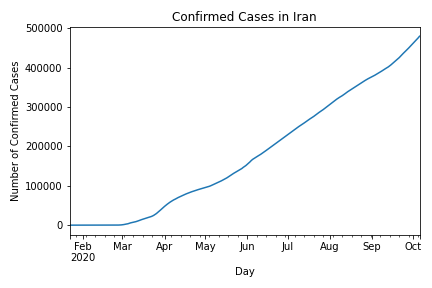 Confirmed Cases in Iran
500000
400000
300000
200000
100000
0
Number of Confirmed Cases
Feb Mar Apr May Jun Jul Aug Sep Oct
2020
Day